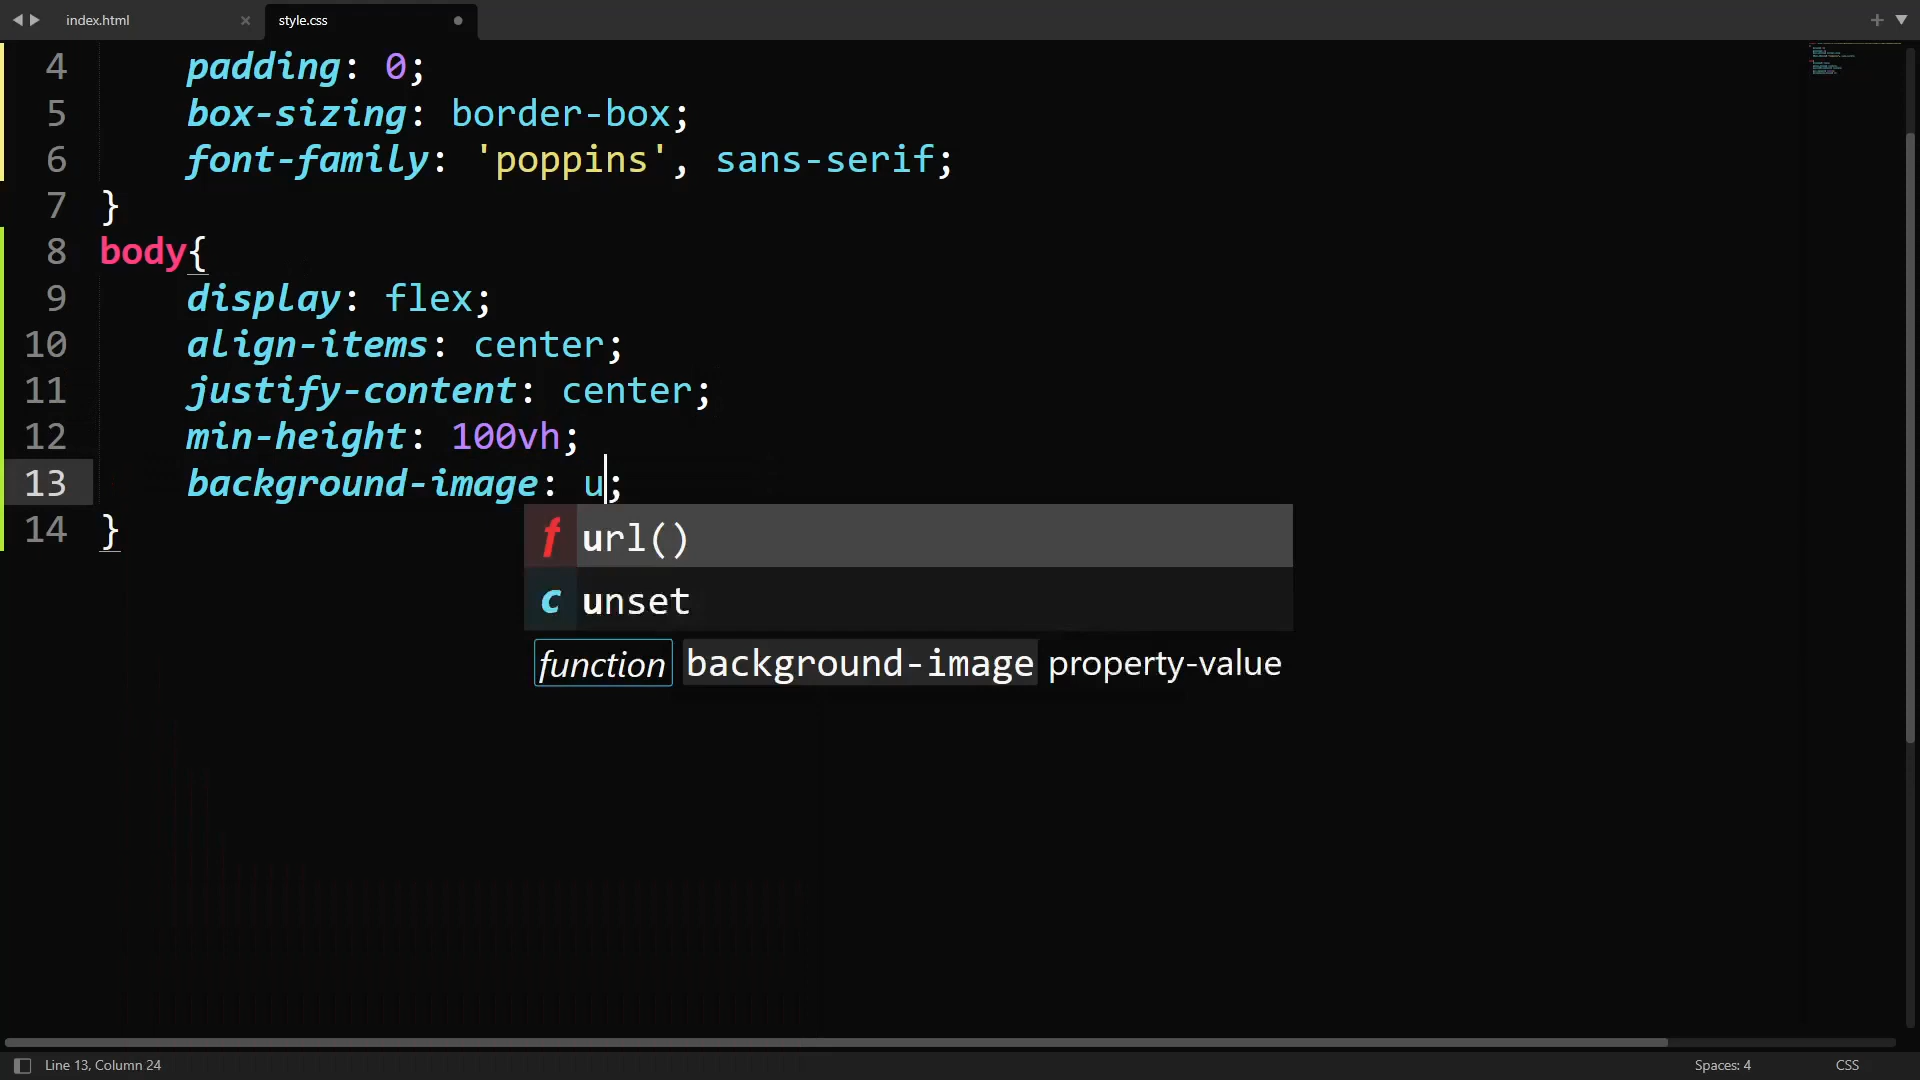 index.html
style.css
4 padding: 0;
5 box-sizing: border-box;
6 font-family: 'poppins', sans-serif;
7 }
8 body{
9 display: flex;
10 align-items: center;
11 justify-content: center;
12 min-height: 100vh;
13 background-image: u;
14 }
f url()
c unset
function background-image property-value
Line 13, Column 24
Spaces: 4
CSS